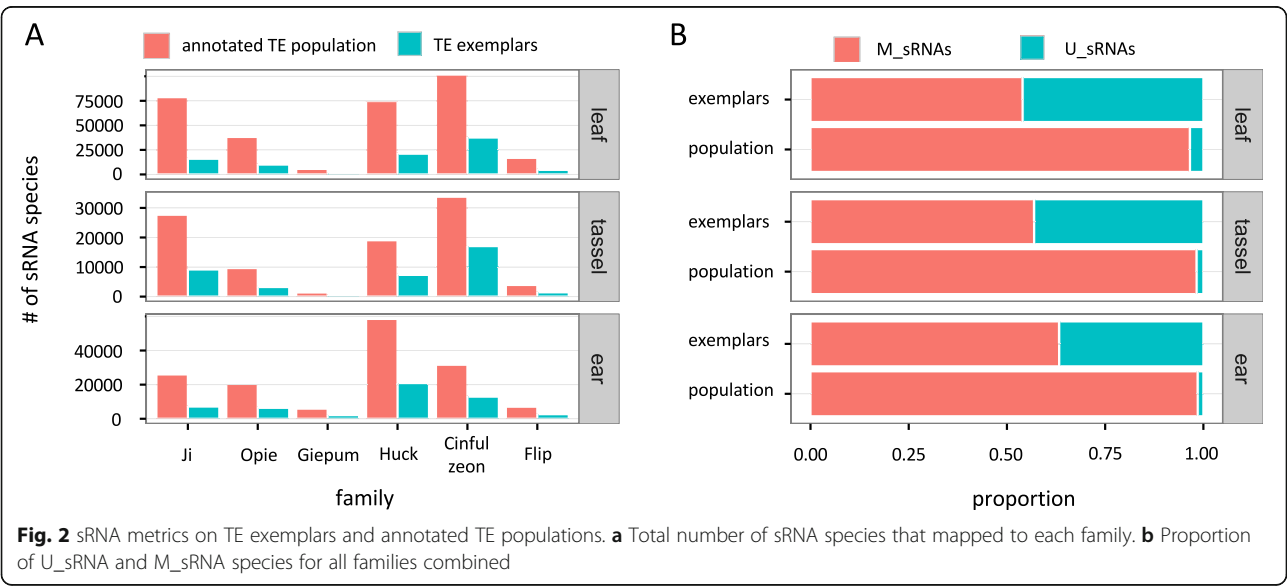 A
annotated TE population
TE exemplars
# of sRNA species
75000
50000
25000
0
leaf
30000
20000
10000
0
tassel
40000
20000
0
ear
Ji
Opie
Giepum
Huck
Cinful
zeon
Flip
family
B
M_sRNAs
U_sRNAs
exemplars
population
leaf
exemplars
population
tassel
exemplars
population
ear
0.00
0.25
0.50
0.75
1.00
proportion
Fig. 2 sRNA metrics on TE exemplars and annotated TE populations. a Total number of sRNA species that mapped to each family. b Proportion
of U_sRNA and M_sRNA species for all families combined